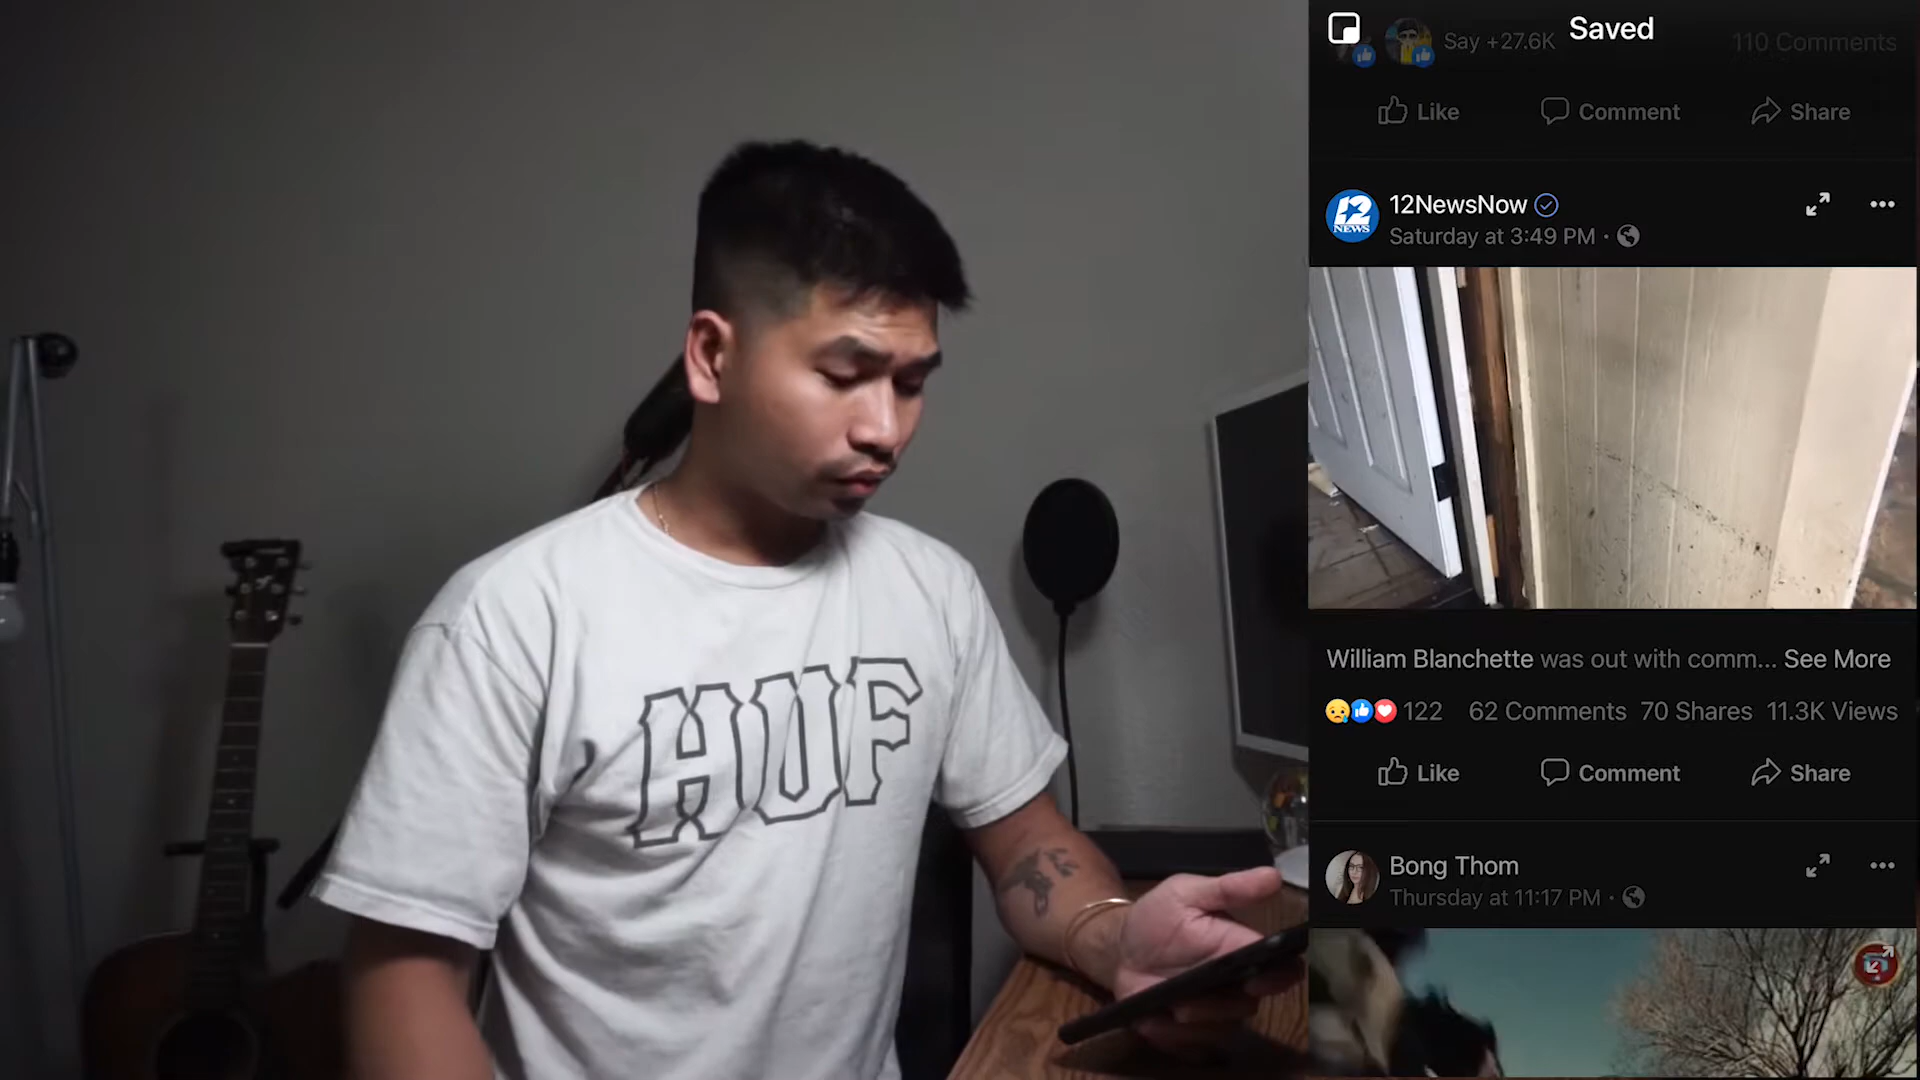 Saved
Say +27.6K
110 Comments
Like
Comment
Share
12NewsNow
12
NEWS
Saturday at 3:49 PM ·
William Blanchette was out with comm... See More
122
62 Comments
70 Shares
11.3K Views
Like
Comment
Share
Bong Thom
Thursday at 11:17 PM ·
HUF